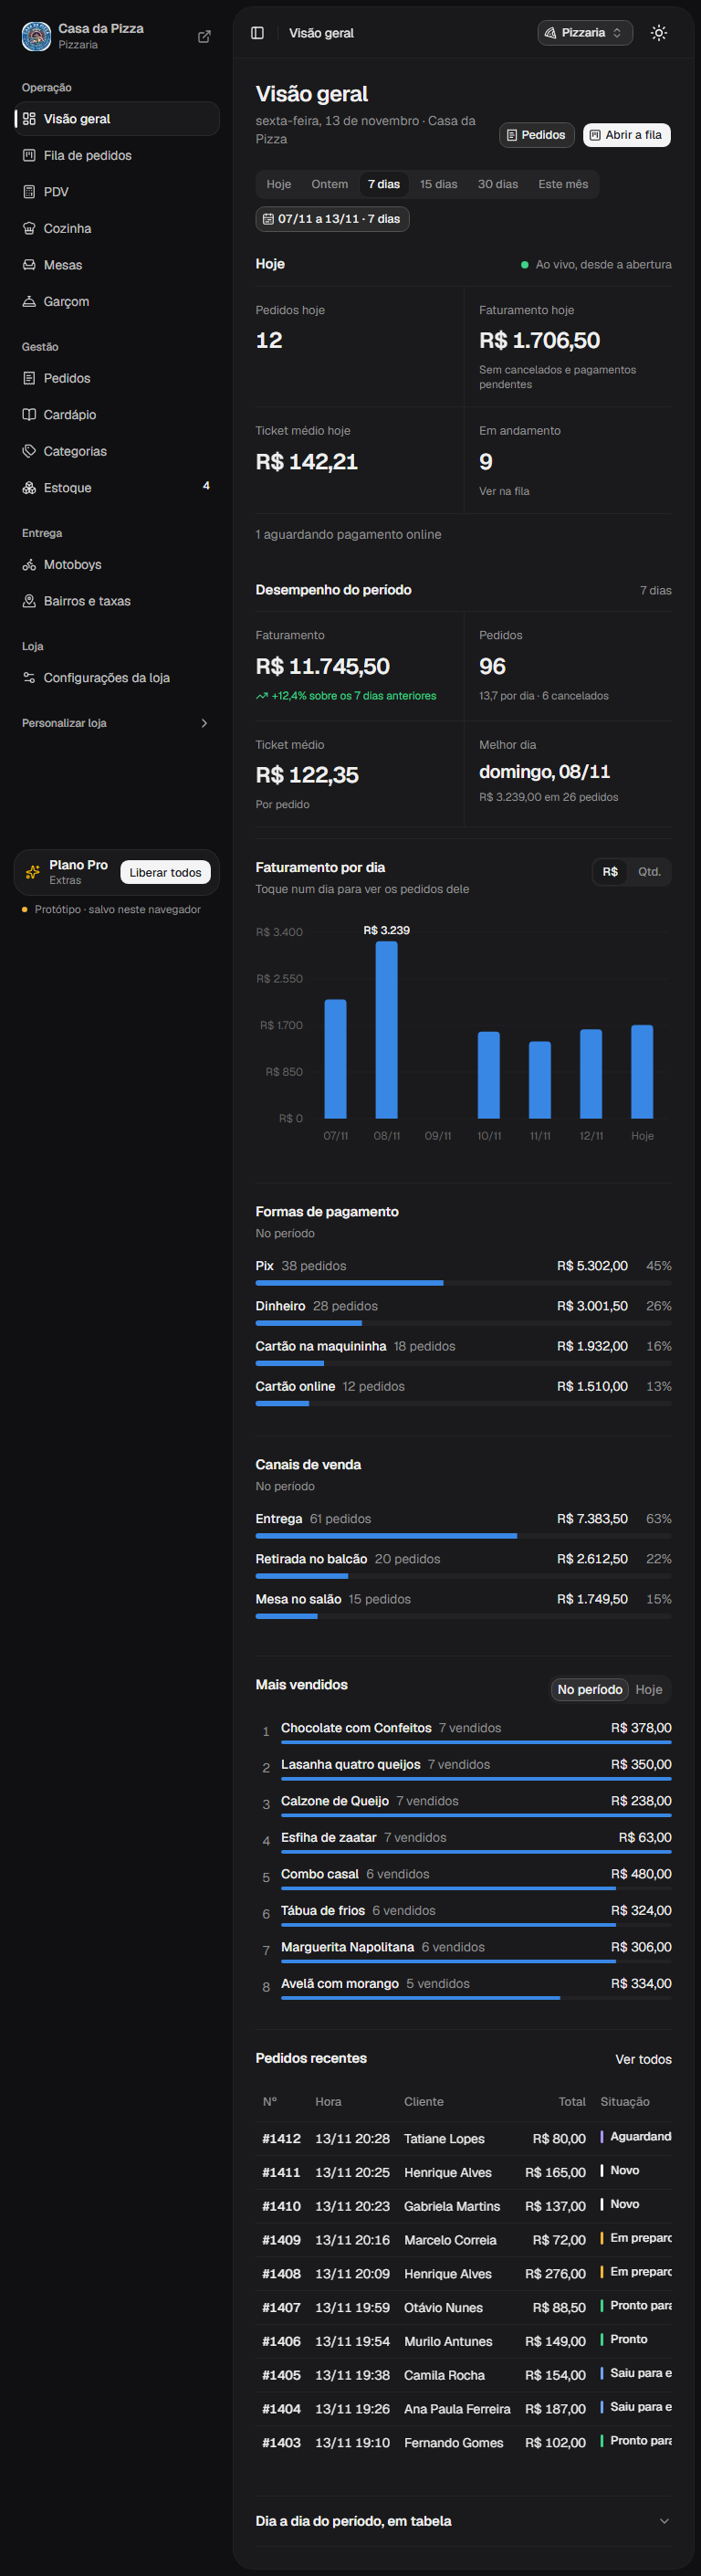 Casa da Pizza
Pizzaria
Operação
Visão geral
Fila de pedidos
PDV
Cozinha
Mesas
Garçom
Gestão
Pedidos
Cardápio
Categorias
Estoque 4
Entrega
Motoboys
Bairros e taxas
Loja
Configurações da loja
Personalizar loja
Plano Pro
Extras
Liberar todos
Protótipo · salvo neste navegador
Visão geral
Pizzaria
Visão geral
sexta-feira, 13 de novembro · Casa da
Pizza
Pedidos
Abrir a fila
Hoje Ontem 7 dias 15 dias 30 dias Este mês
07/11 a 13/11 · 7 dias
Hoje
Ao vivo, desde a abertura
Pedidos hoje
12
Faturamento hoje
R$ 1.706,50
Sem cancelados e pagamentos
pendentes
Ticket médio hoje
R$ 142,21
Em andamento
9
Ver na fila
1 aguardando pagamento online
Desempenho do período
7 dias
Faturamento
R$ 11.745,50
+12,4% sobre os 7 dias anteriores
Pedidos
96
13,7 por dia · 6 cancelados
Ticket médio
R$ 122,35
Por pedido
Melhor dia
domingo, 08/11
R$ 3.239,00 em 26 pedidos
Faturamento por dia
Toque num dia para ver os pedidos dele
R$ Qtd.
R$ 3.239
R$ 3.400
R$ 2.550
R$ 1.700
R$ 850
R$ 0
07/11 08/11 09/11 10/11 11/11 12/11 Hoje
Formas de pagamento
No período
Pix 38 pedidos R$ 5.302,00 45%
Dinheiro 28 pedidos R$ 3.001,50 26%
Cartão na maquininha 18 pedidos R$ 1.932,00 16%
Cartão online 12 pedidos R$ 1.510,00 13%
Canais de venda
No período
Entrega 61 pedidos R$ 7.383,50 63%
Retirada no balcão 20 pedidos R$ 2.612,50 22%
Mesa no salão 15 pedidos R$ 1.749,50 15%
Mais vendidos
No período Hoje
1 Chocolate com Confeitos 7 vendidos R$ 378,00
2 Lasanha quatro queijos 7 vendidos R$ 350,00
3 Calzone de Queijo 7 vendidos R$ 238,00
4 Esfiha de zaatar 7 vendidos R$ 63,00
5 Combo casal 6 vendidos R$ 480,00
6 Tábua de frios 6 vendidos R$ 324,00
7 Marguerita Napolitana 6 vendidos R$ 306,00
8 Avelã com morango 5 vendidos R$ 334,00
Pedidos recentes
Ver todos
Nº Hora Cliente Total Situação
#1412 13/11 20:28 Tatiane Lopes R$ 80,00 Aguardand
#1411 13/11 20:25 Henrique Alves R$ 165,00 Novo
#1410 13/11 20:23 Gabriela Martins R$ 137,00 Novo
#1409 13/11 20:16 Marcelo Correia R$ 72,00 Em preparo
#1408 13/11 20:09 Henrique Alves R$ 276,00 Em preparo
#1407 13/11 19:59 Otávio Nunes R$ 88,50 Pronto para
#1406 13/11 19:54 Murilo Antunes R$ 149,00 Pronto
#1405 13/11 19:38 Camila Rocha R$ 154,00 Saiu para e
#1404 13/11 19:26 Ana Paula Ferreira R$ 187,00 Saiu para e
#1403 13/11 19:10 Fernando Gomes R$ 102,00 Pronto para
Dia a dia do período, em tabela